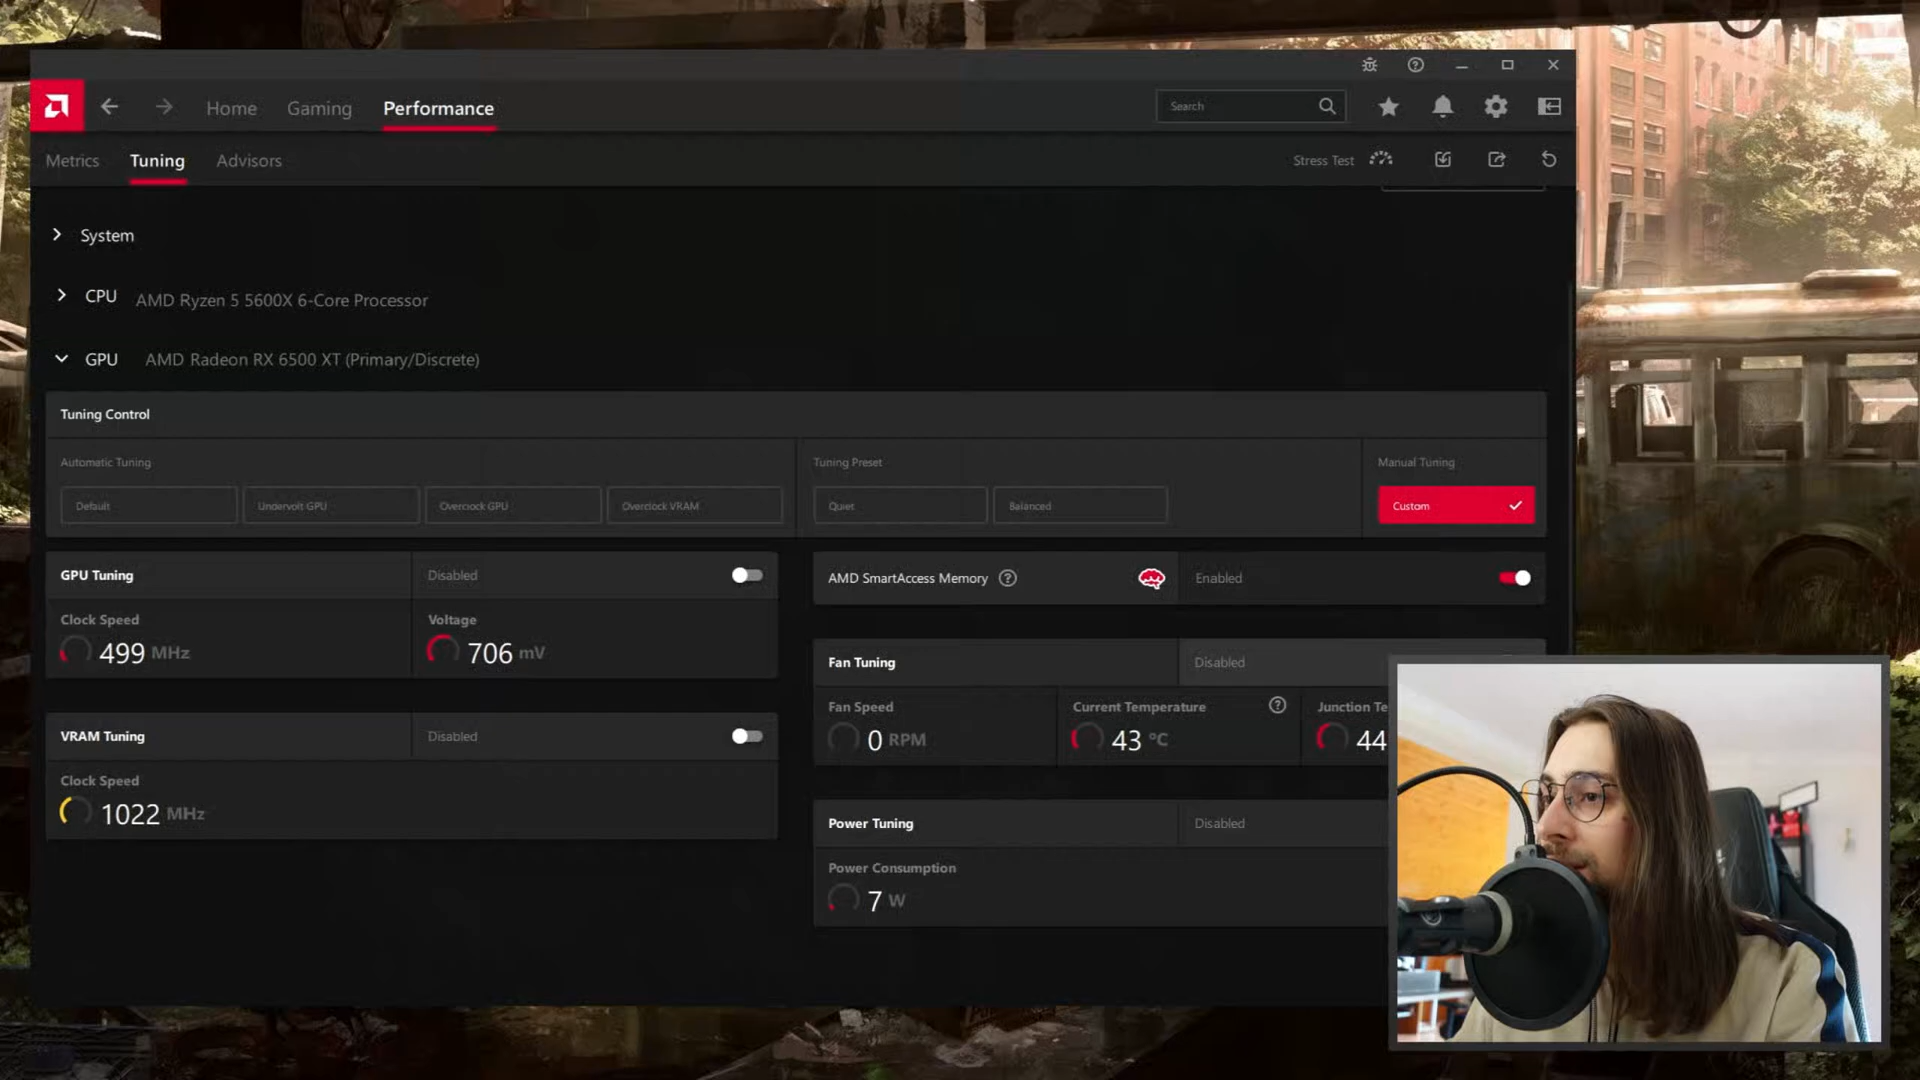 Home Gaming Performance Search
Metrics Tuning Advisors Stress Test
System
CPU AMD Ryzen 5 5600X 6-Core Processor
GPU AMD Radeon RX 6500 XT (Primary/Discrete)
Tuning Control
Automatic Tuning Tuning Preset Manual Tuning
Default Undervolt GPU Overclock GPU Overclock VRAM Quiet Balanced Custom
GPU Tuning Disabled AMD SmartAccess Memory ? Enabled
Clock Speed Voltage
499 MHz 706 mV
Fan Tuning Disabled
Fan Speed Current Temperature ? Junction Te
0 RPM 43 °C 44
VRAM Tuning Disabled
Clock Speed
1022 MHz
Power Tuning Disabled
Power Consumption
7 W